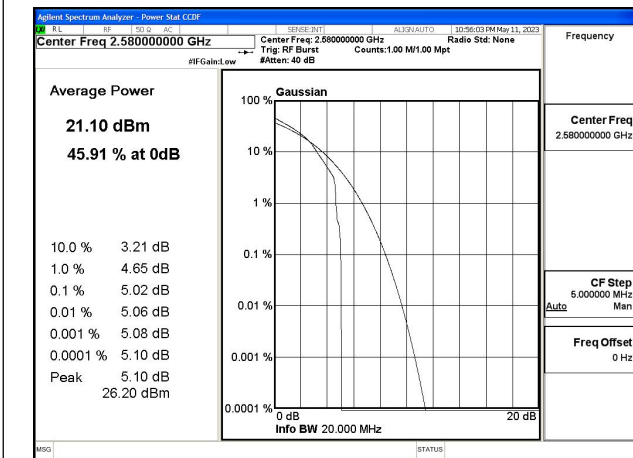 Agilent Spectrum Analyzer - Power Stat CCDF
RL RF 50 Ω AC SENSE:INT ALIGNAUTO 10:56:03 PM May 11, 2023
Center Freq 2.580000000 GHz
Center Freq: 2.580000000 GHz Radio Std: None
Trig: RF Burst Counts:1.00 M/1.00 Mpt
#IFGain:Low #Atten: 40 dB
Frequency
Average Power
21.10 dBm
45.91 % at 0dB
10.0 % 3.21 dB
1.0 % 4.65 dB
0.1 % 5.02 dB
0.01 % 5.06 dB
0.001 % 5.08 dB
0.0001 % 5.10 dB
Peak 5.10 dB
26.20 dBm
Gaussian
100 %
10 %
1 %
0.1 %
0.01 %
0.001 %
0.0001 %
0 dB 20 dB
Info BW 20.000 MHz
Center Freq
2.580000000 GHz
CF Step
5.000000 MHz
Auto Man
Freq Offset
0 Hz
MSG STATUS